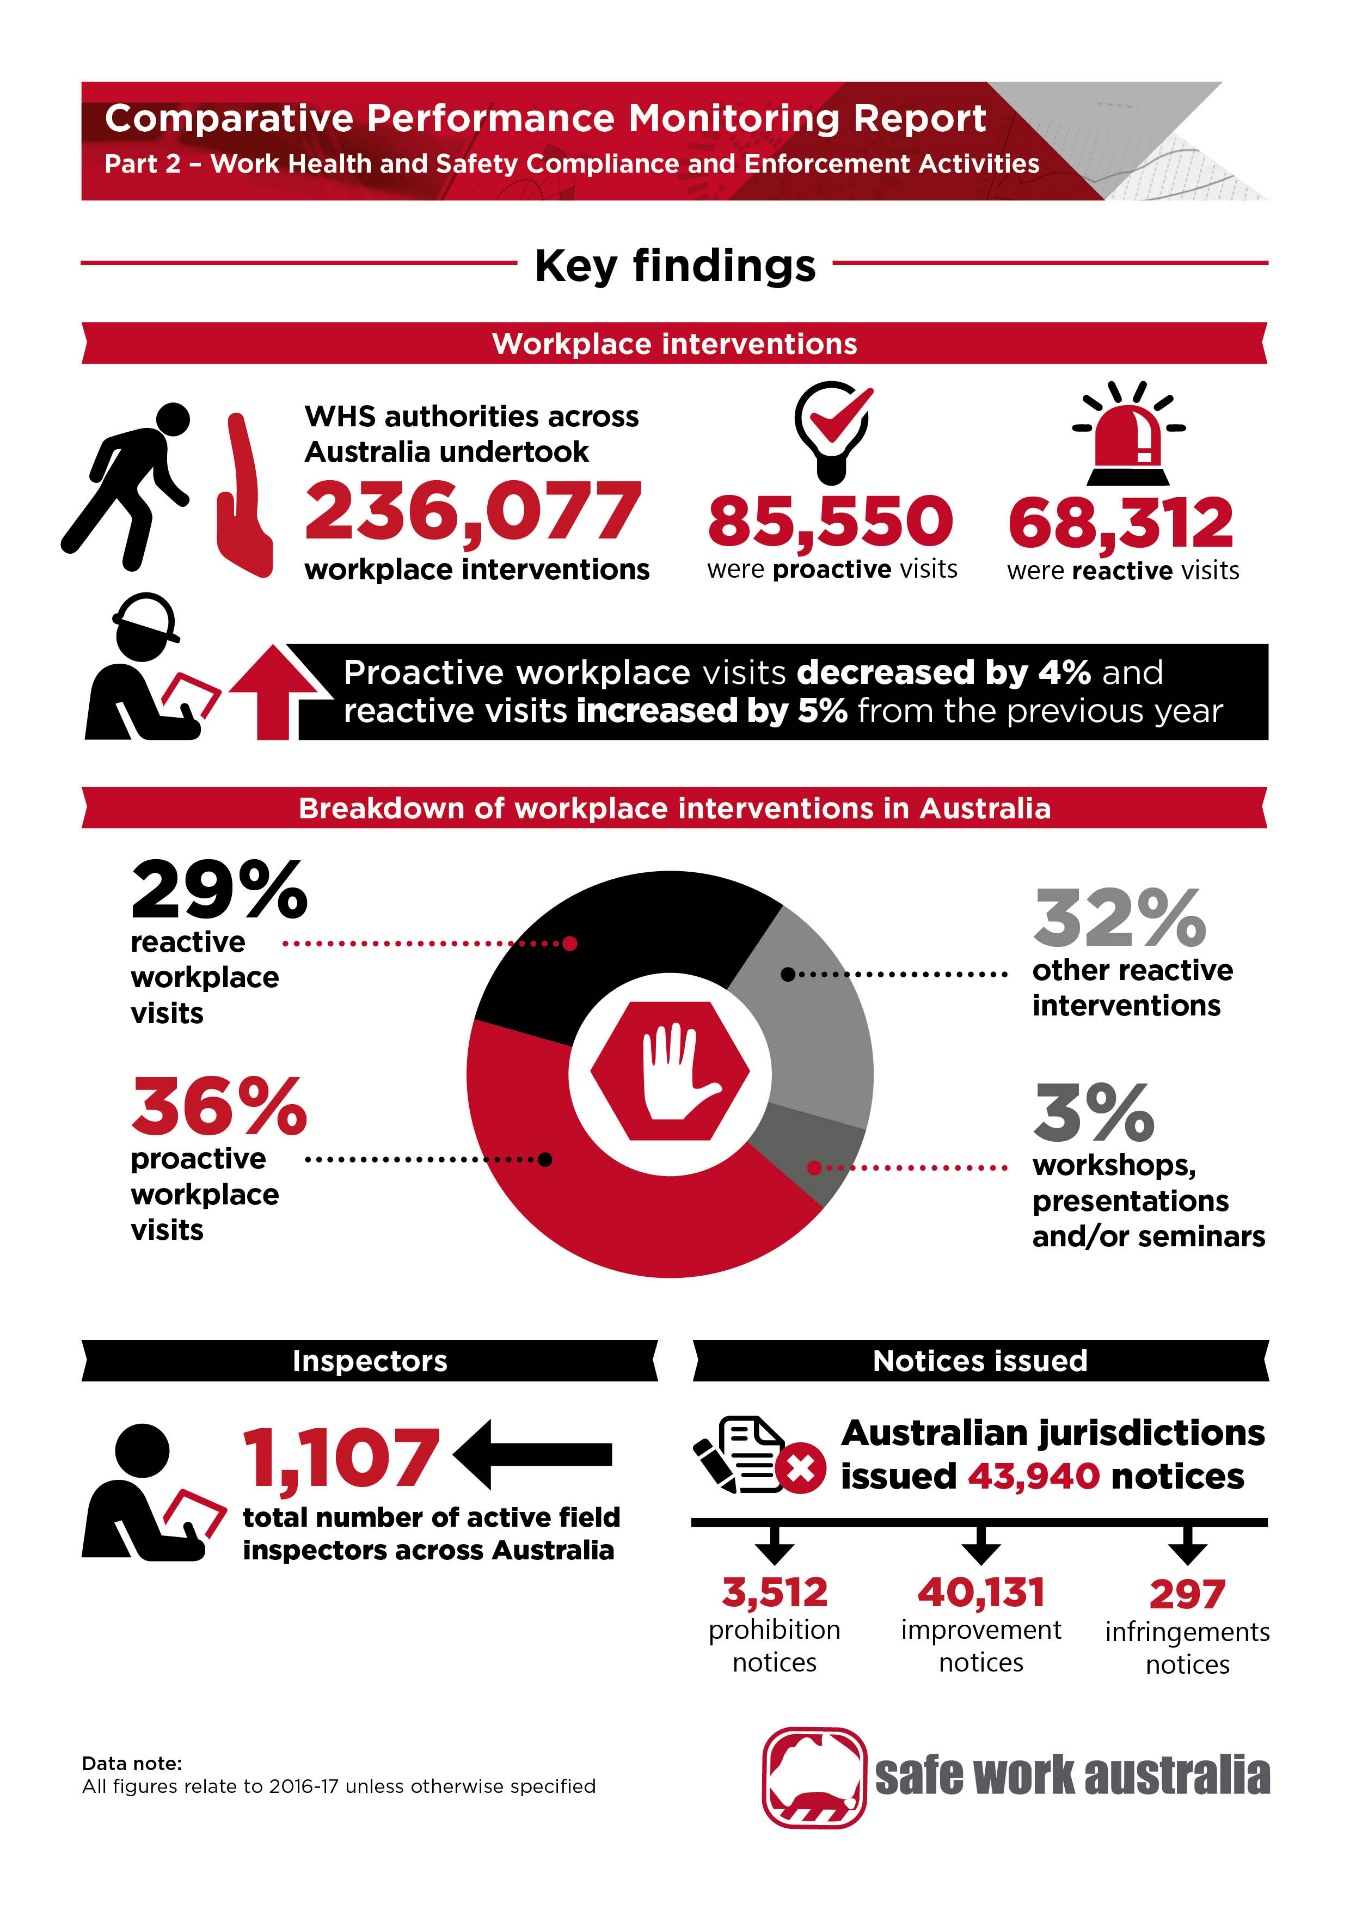 Comparative Performance Monitoring Report
Part 2 – Work Health and Safety Compliance and Enforcement Activities
Key findings
Workplace interventions
WHS authorities across
Australia undertook
236,077
workplace interventions
85,550
were proactive visits
68,312
were reactive visits
Proactive workplace visits decreased by 4% and
reactive visits increased by 5% from the previous year
Breakdown of workplace interventions in Australia
29%
reactive
workplace
visits
36%
proactive
workplace
visits
32%
other reactive
interventions
3%
workshops,
presentations
and/or seminars
Inspectors
1,107
total number of active field
inspectors across Australia
Notices issued
Australian jurisdictions
issued 43,940 notices
3,512
prohibition
notices
40,131
improvement
notices
297
infringements
notices
Data note:
All figures relate to 2016-17 unless otherwise specified
safe work australia